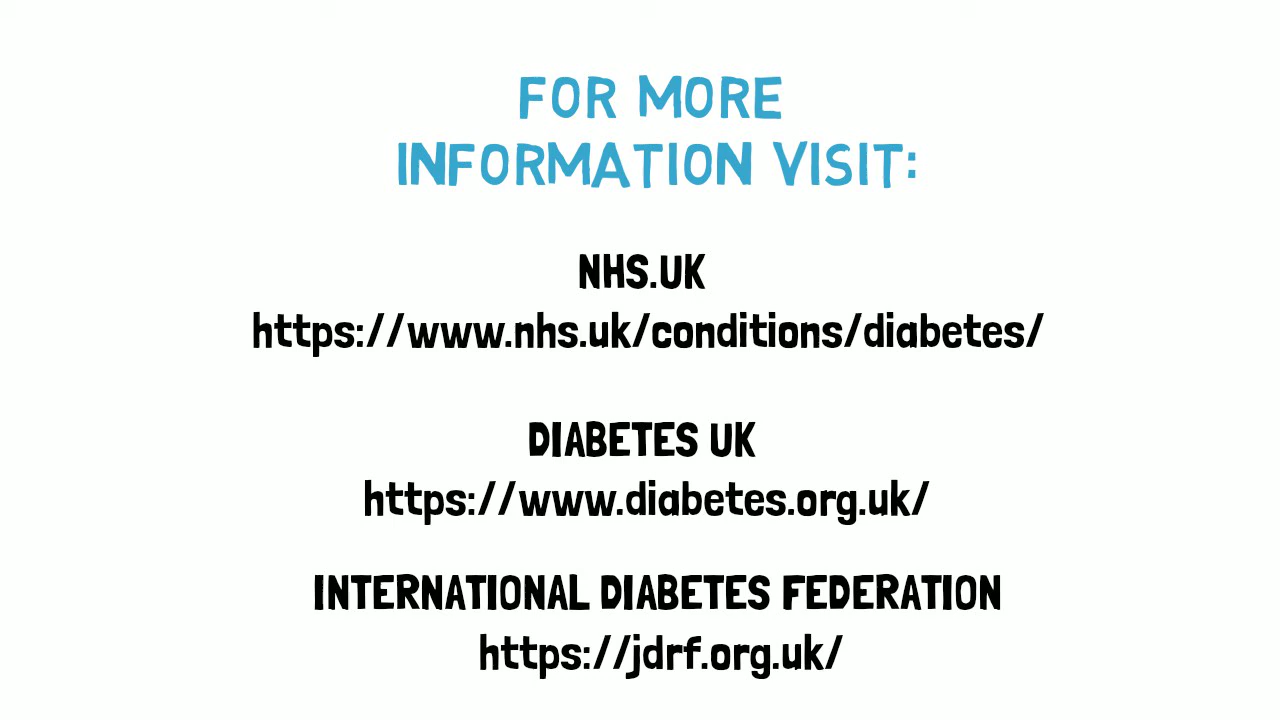 FOR MORE
INFORMATION VISIT:
NHS.UK
https://www.nhs.uk/conditions/diabetes/
DIABETES UK
https://www.diabetes.org.uk/
INTERNATIONAL DIABETES FEDERATION
https://jdrf.org.uk/